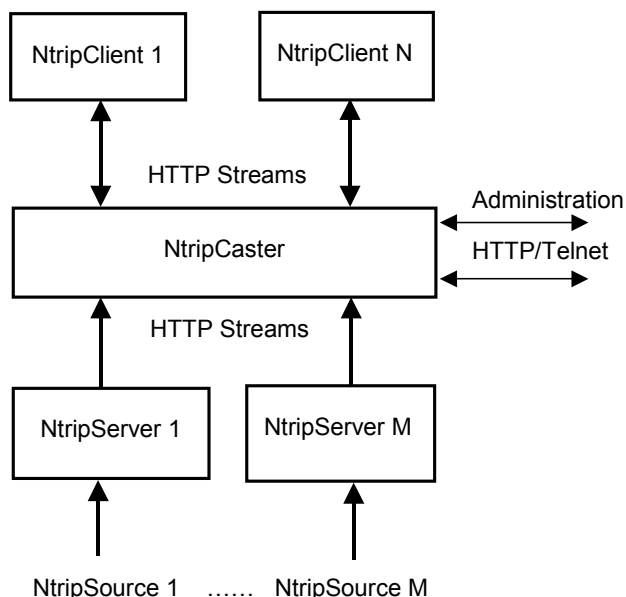 NtripClient 1
NtripClient N
HTTP Streams
Administration
NtripCaster
HTTP/Telnet
HTTP Streams
NtripServer 1
NtripServer M
NtripSource 1 ...... NtripSource M